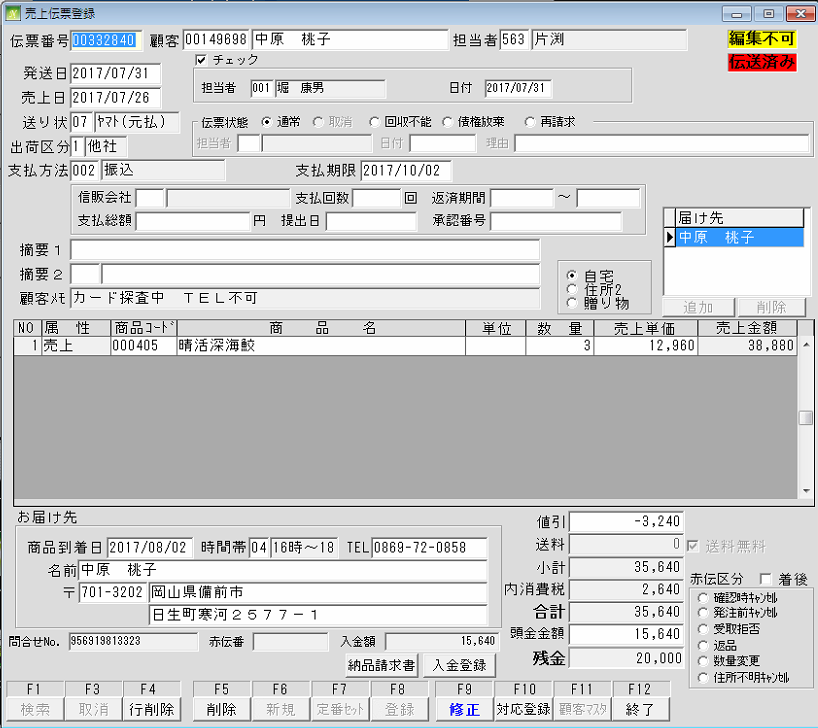 売上伝票登録
伝票番号 00332840 顧客 00149698 中原 桃子 担当者 563 片渕 編集不可
伝送済み
発送日 2017/07/31 チェック
売上日 2017/07/26 担当者 001 堀 康男 日付 2017/07/31
送り状 07 ﾔﾏﾄ(元払) 伝票状態 通常 取消 回収不能 債権放棄 再請求
出荷区分 1 他社 担当者 日付 理由
支払方法 002 振込 支払期限 2017/10/02
信販会社 支払回数 回 返済期間 ～
支払総額 円 提出日 承認番号
届け先
中原 桃子
摘要１
摘要２
顧客ﾒﾓ カード探査中 ＴＥＬ不可
自宅
住所2
贈り物
追加 削除
NO 属 性 商品ｺｰﾄﾞ 商 品 名 単位 数 量 売上単価 売上金額
1 売上 000405 晴活深海鮫 3 12,960 38,880
お届け先
商品到着日 2017/08/02 時間帯 04 16時～18 TEL 0869-72-0858
名前 中原 桃子
〒 701-3202 岡山県備前市
日生町寒河２５７７－１
問合せNo. 956919813323 赤伝番 入金額 15,640
納品請求書 入金登録
値引 -3,240
送料 0 送料無料
小計 35,640
内消費税 2,640
合計 35,640
頭金金額 15,640
残金 20,000
赤伝区分 着後
確認時ｷｬﾝｾﾙ
発注前ｷｬﾝｾﾙ
受取拒否
返品
数量変更
住所不明ｷｬﾝｾﾙ
F1 F3 F4 F5 F6 F7 F8 F9 F10 F11 F12
検索 取消 行削除 削除 新規 定番ｾｯﾄ 登録 修正 対応登録 顧客ﾏｽﾀ 終了